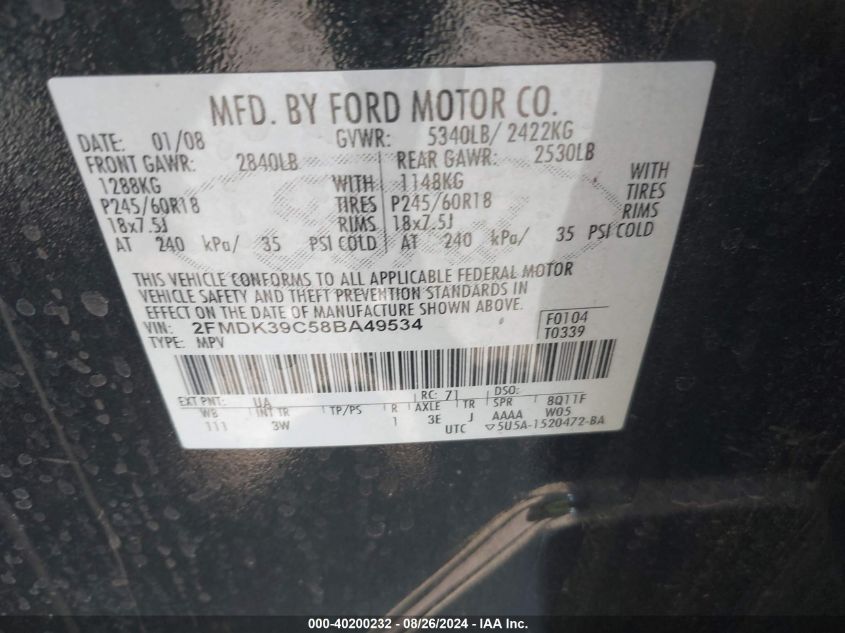 MFD. BY FORD MOTOR CO.
DATE: 01/08 GVWR: 5340LB/ 2422KG
FRONT GAWR: 2840LB REAR GAWR: 2530LB
1288KG WITH 1148KG WITH
P245/60R18 TIRES P245/60R18 TIRES
18x7.5J RIMS 18x7.5J RIMS
AT 240 kPa/ 35 PSI COLD AT 240 kPa/ 35 PSI COLD
THIS VEHICLE CONFORMS TO ALL APPLICABLE FEDERAL MOTOR
VEHICLE SAFETY AND THEFT PREVENTION STANDARDS IN
EFFECT ON THE DATE OF MANUFACTURE SHOWN ABOVE.
VIN: 2FMDK39C58BA49534 F0104
TYPE: MPV T0339
EXT PNT: UA RC: 71 DSO:
WB INT TR TP/PS R AXLE TR SPR 8Q11F
111 3W 1 3E J AAAA W05
UTC ▽5U5A-1520472-BA
000-40200232 - 08/26/2024 - IAA Inc.